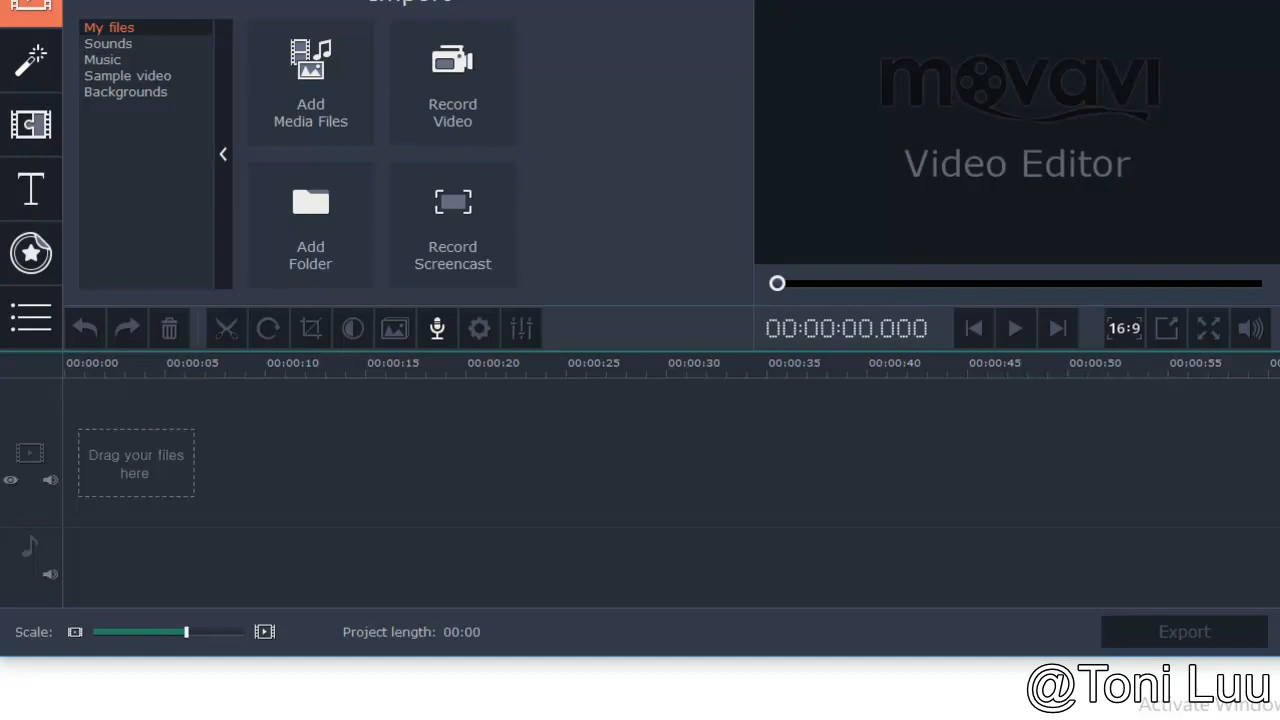 Import
My files
Sounds
Music
Sample video
Backgrounds
Add
Media Files
Record
Video
Add
Folder
Record
Screencast
movavi
Video Editor
00:00:00.000
16:9
00:00:00 00:00:05 00:00:10 00:00:15 00:00:20 00:00:25 00:00:30 00:00:35 00:00:40 00:00:45 00:00:50 00:00:55
Drag your files
here
Scale:
Project length: 00:00
Export
@Toni Luu
Activate Windows